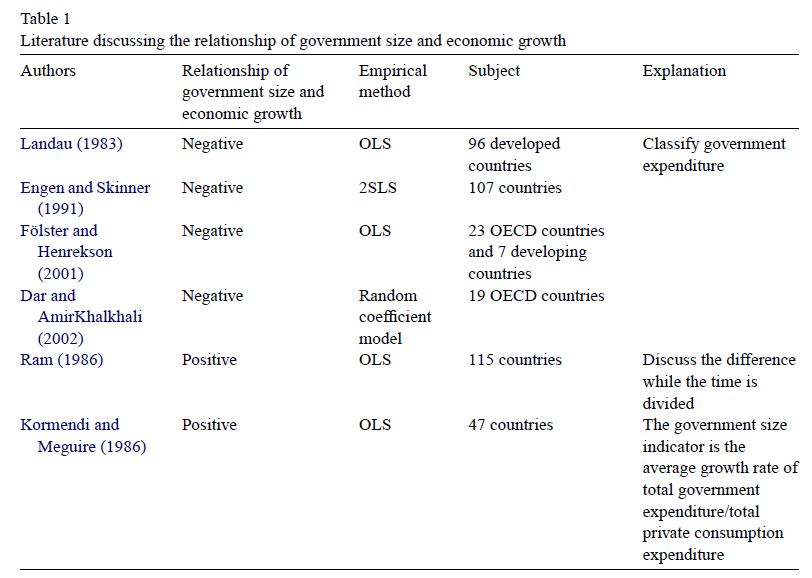 Table 1
Literature discussing the relationship of government size and economic growth
Authors Relationship of government size and economic growth Empirical method Subject Explanation
Landau (1983) Negative OLS 96 developed countries Classify government expenditure
Engen and Skinner (1991) Negative 2SLS 107 countries
Fölster and Henrekson (2001) Negative OLS 23 OECD countries and 7 developing countries
Dar and AmirKhalkhali (2002) Negative Random coefficient model 19 OECD countries
Ram (1986) Positive OLS 115 countries Discuss the difference while the time is divided
Kormendi and Meguire (1986) Positive OLS 47 countries The government size indicator is the average growth rate of total government expenditure/total private consumption expenditure